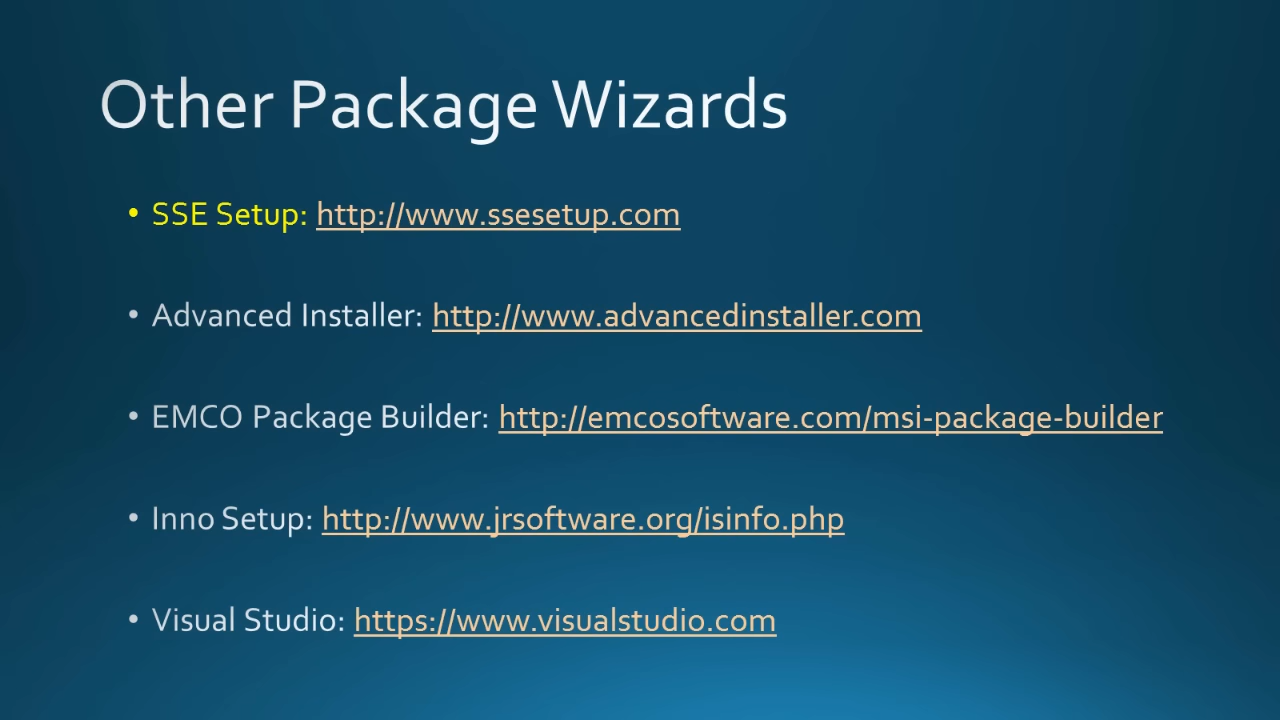 Other Package Wizards
• SSE Setup: http://www.ssesetup.com
• Advanced Installer: http://www.advancedinstaller.com
• EMCO Package Builder: http://emcosoftware.com/msi-package-builder
• Inno Setup: http://www.jrsoftware.org/isinfo.php
• Visual Studio: https://www.visualstudio.com